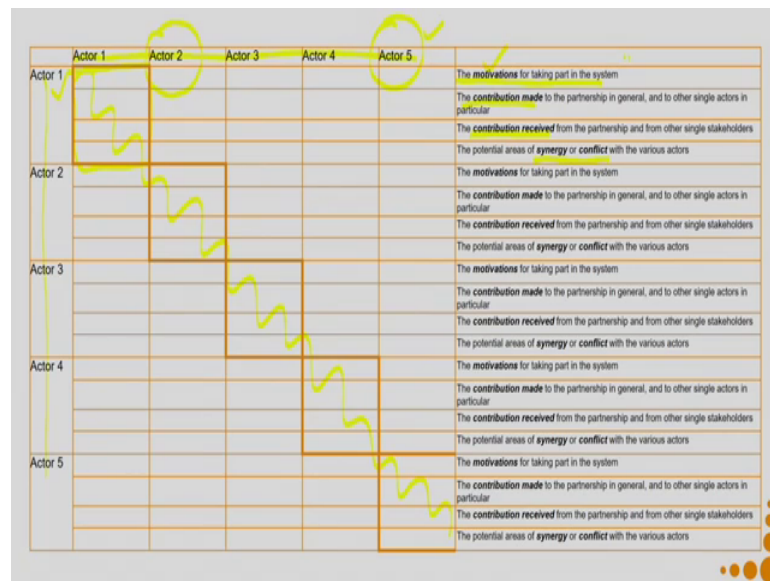 Actor 1 Actor 2 Actor 3 Actor 4 Actor 5
Actor 1 The motivations for taking part in the system
The contribution made to the partnership in general, and to other single actors in
particular
The contribution received from the partnership and from other single stakeholders
The potential areas of synergy or conflict with the various actors
Actor 2 The motivations for taking part in the system
The contribution made to the partnership in general, and to other single actors in
particular
The contribution received from the partnership and from other single stakeholders
The potential areas of synergy or conflict with the various actors
Actor 3 The motivations for taking part in the system
The contribution made to the partnership in general, and to other single actors in
particular
The contribution received from the partnership and from other single stakeholders
The potential areas of synergy or conflict with the various actors
Actor 4 The motivations for taking part in the system
The contribution made to the partnership in general, and to other single actors in
particular
The contribution received from the partnership and from other single stakeholders
The potential areas of synergy or conflict with the various actors
Actor 5 The motivations for taking part in the system
The contribution made to the partnership in general, and to other single actors in
particular
The contribution received from the partnership and from other single stakeholders
The potential areas of synergy or conflict with the various actors